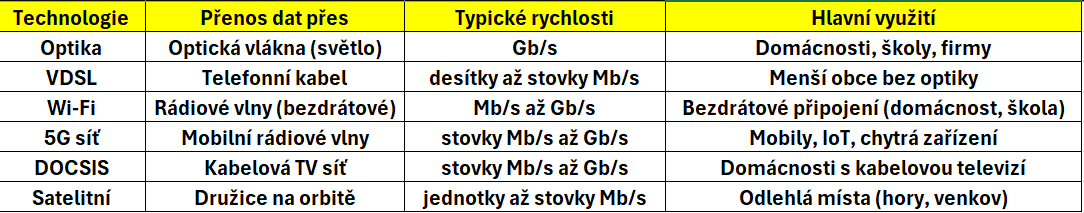 Technologie Přenos dat přes Typické rychlosti Hlavní využití
Optika Optická vlákna (světlo) Gb/s Domácnosti, školy, firmy
VDSL Telefonní kabel desítky až stovky Mb/s Menší obce bez optiky
Wi-Fi Rádiové vlny (bezdrátové) Mb/s až Gb/s Bezdrátové připojení (domácnost, škola)
5G síť Mobilní rádiové vlny stovky Mb/s až Gb/s Mobily, IoT, chytrá zařízení
DOCSIS Kabelová TV síť stovky Mb/s až Gb/s Domácnosti s kabelovou televizí
Satelitní Družice na orbitě jednotky až stovky Mb/s Odlehlá místa (hory, venkov)